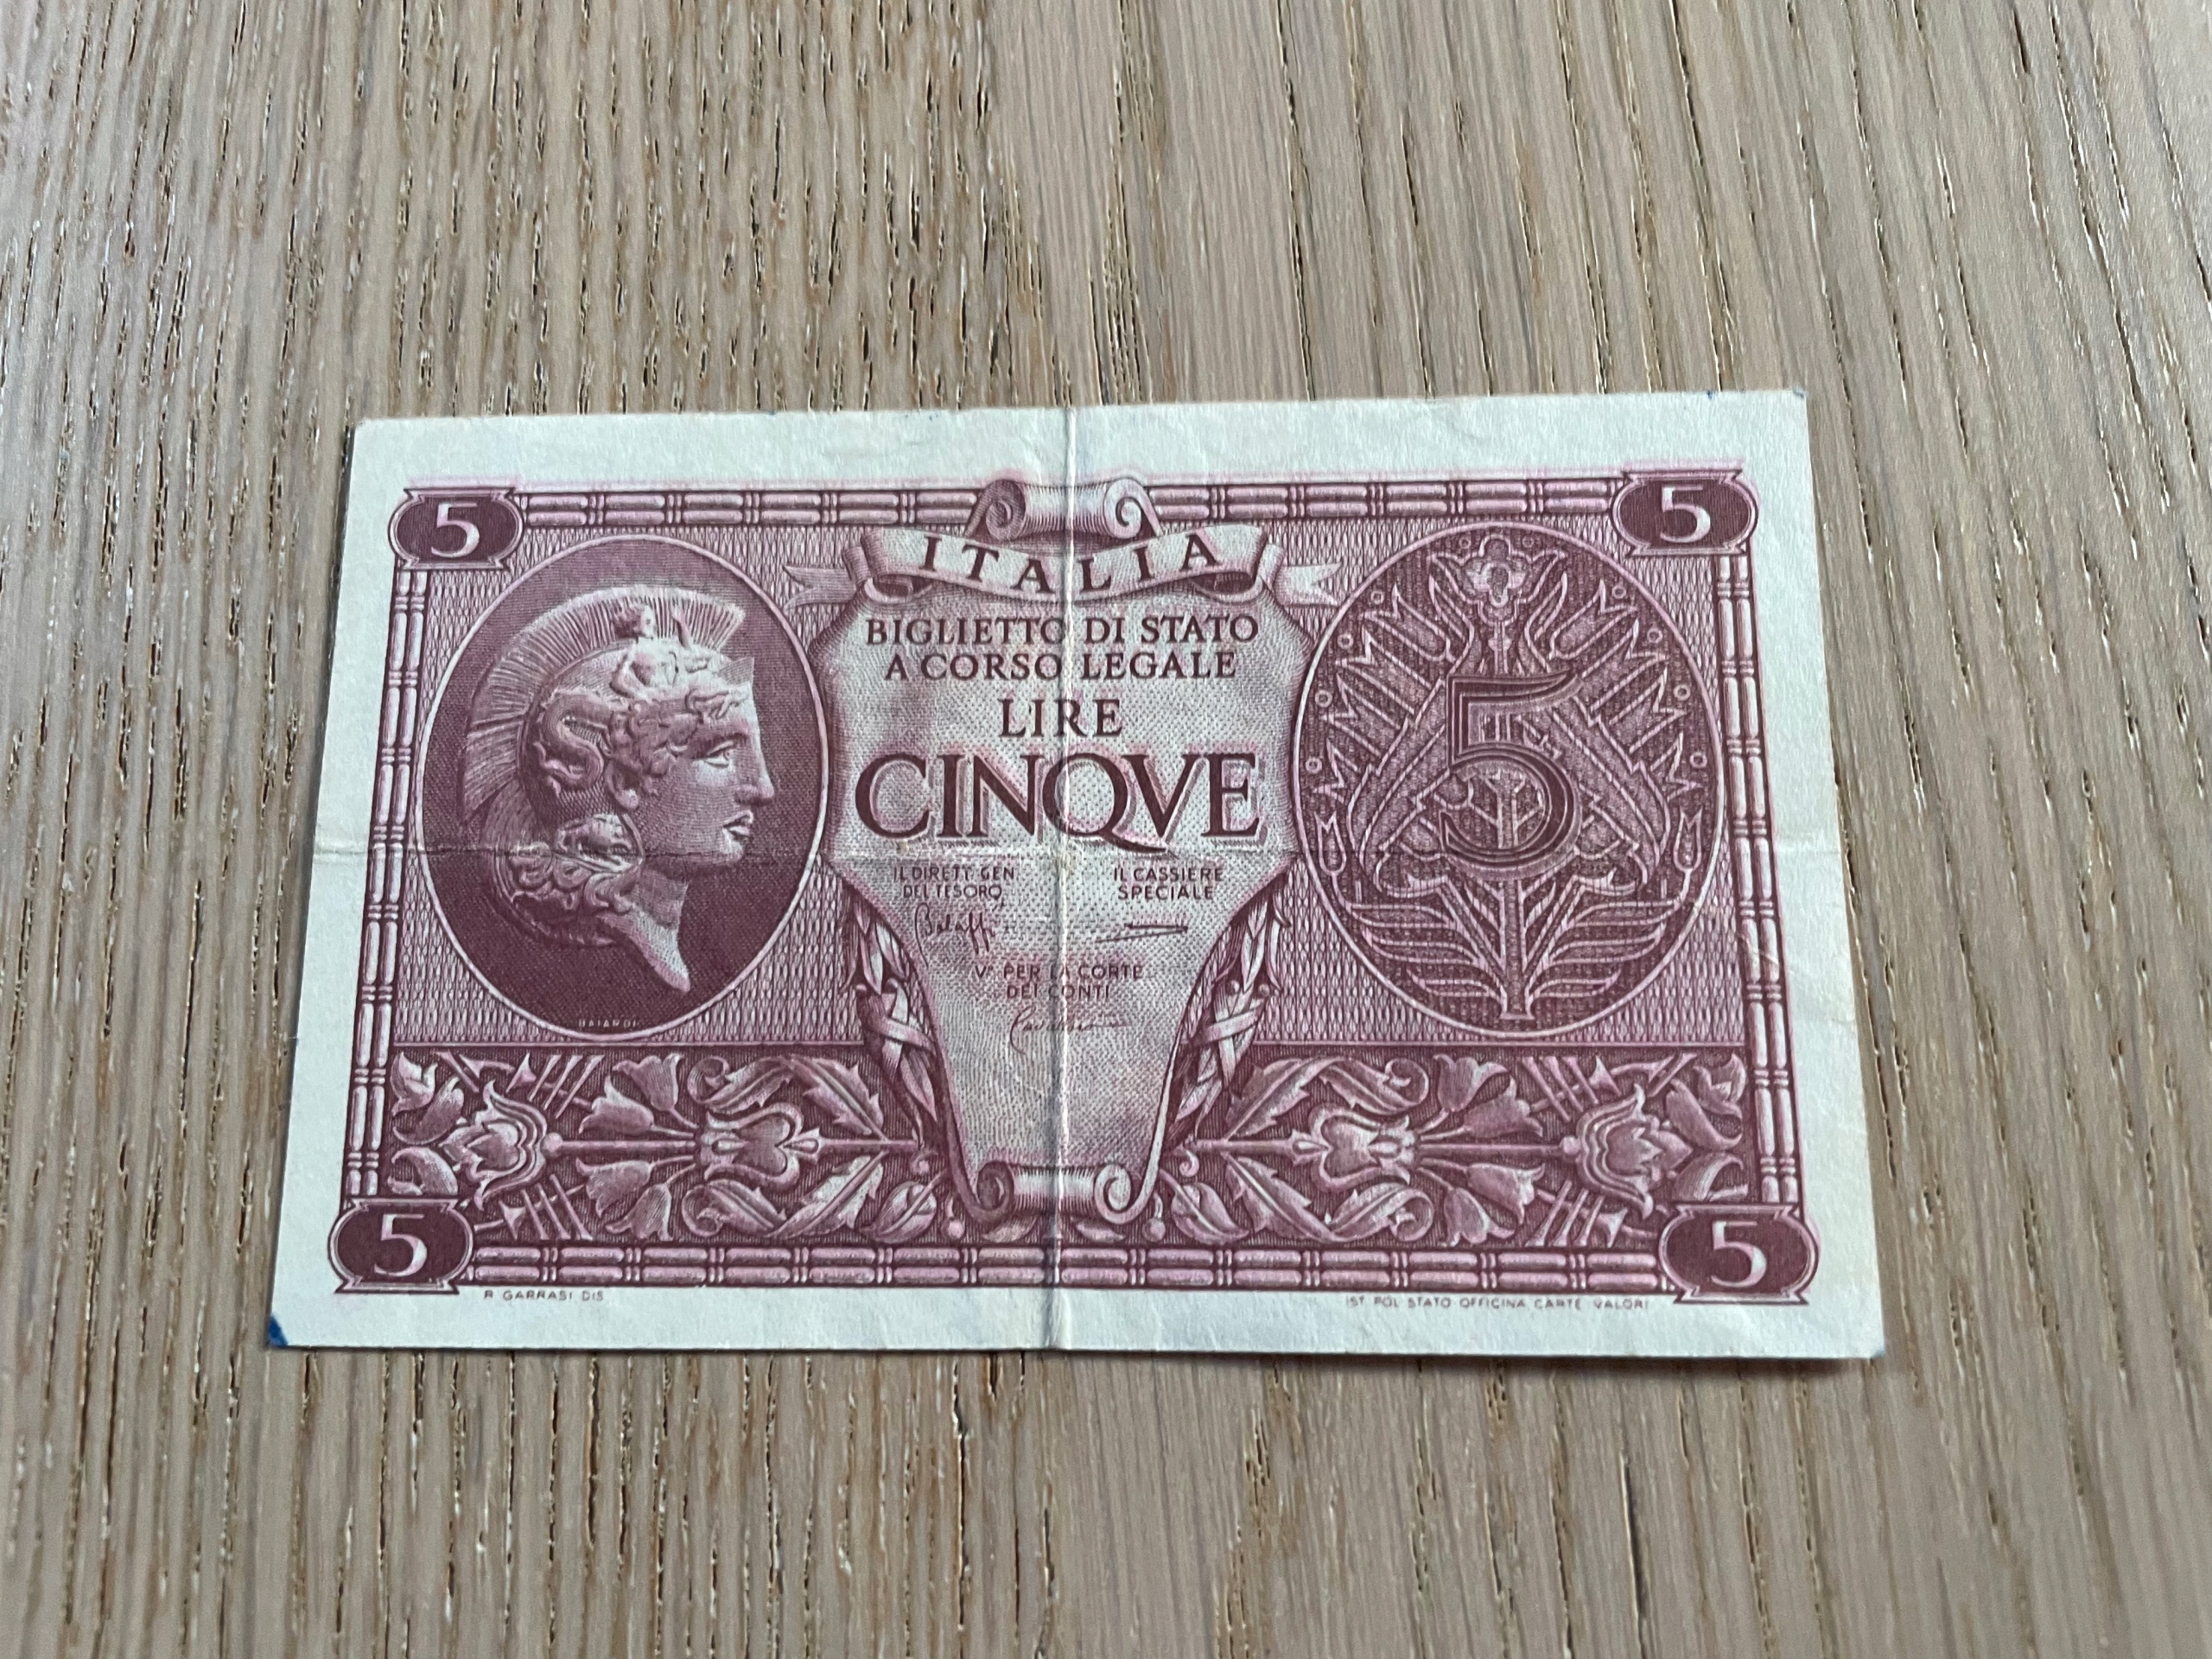 5
5
ITALIA
BIGLIETTO DI STATO
A CORSO LEGALE
LIRE
CINQVE
5
IL DIRETT GEN
DEL TESORO
IL CASSIERE
SPECIALE
V° PER LA CORTE
DEI CONTI
BAIARDI
5
5
R GARRASI DIS
IST POL STATO OFFICINA CARTE VALORI